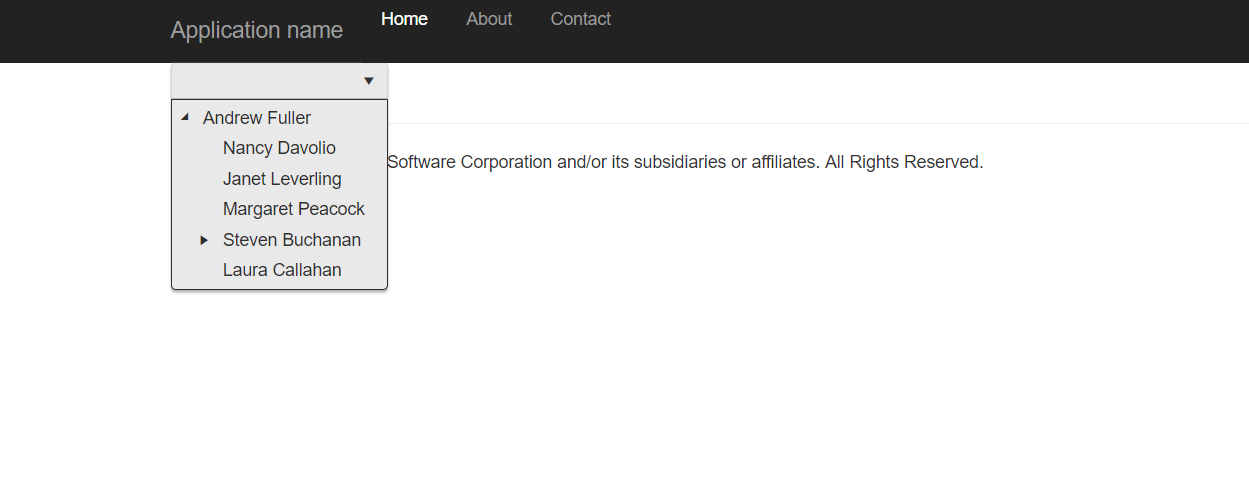 Application name Home About Contact
Andrew Fuller
Nancy Davolio
Software Corporation and/or its subsidiaries or affiliates. All Rights Reserved.
Janet Leverling
Margaret Peacock
Steven Buchanan
Laura Callahan